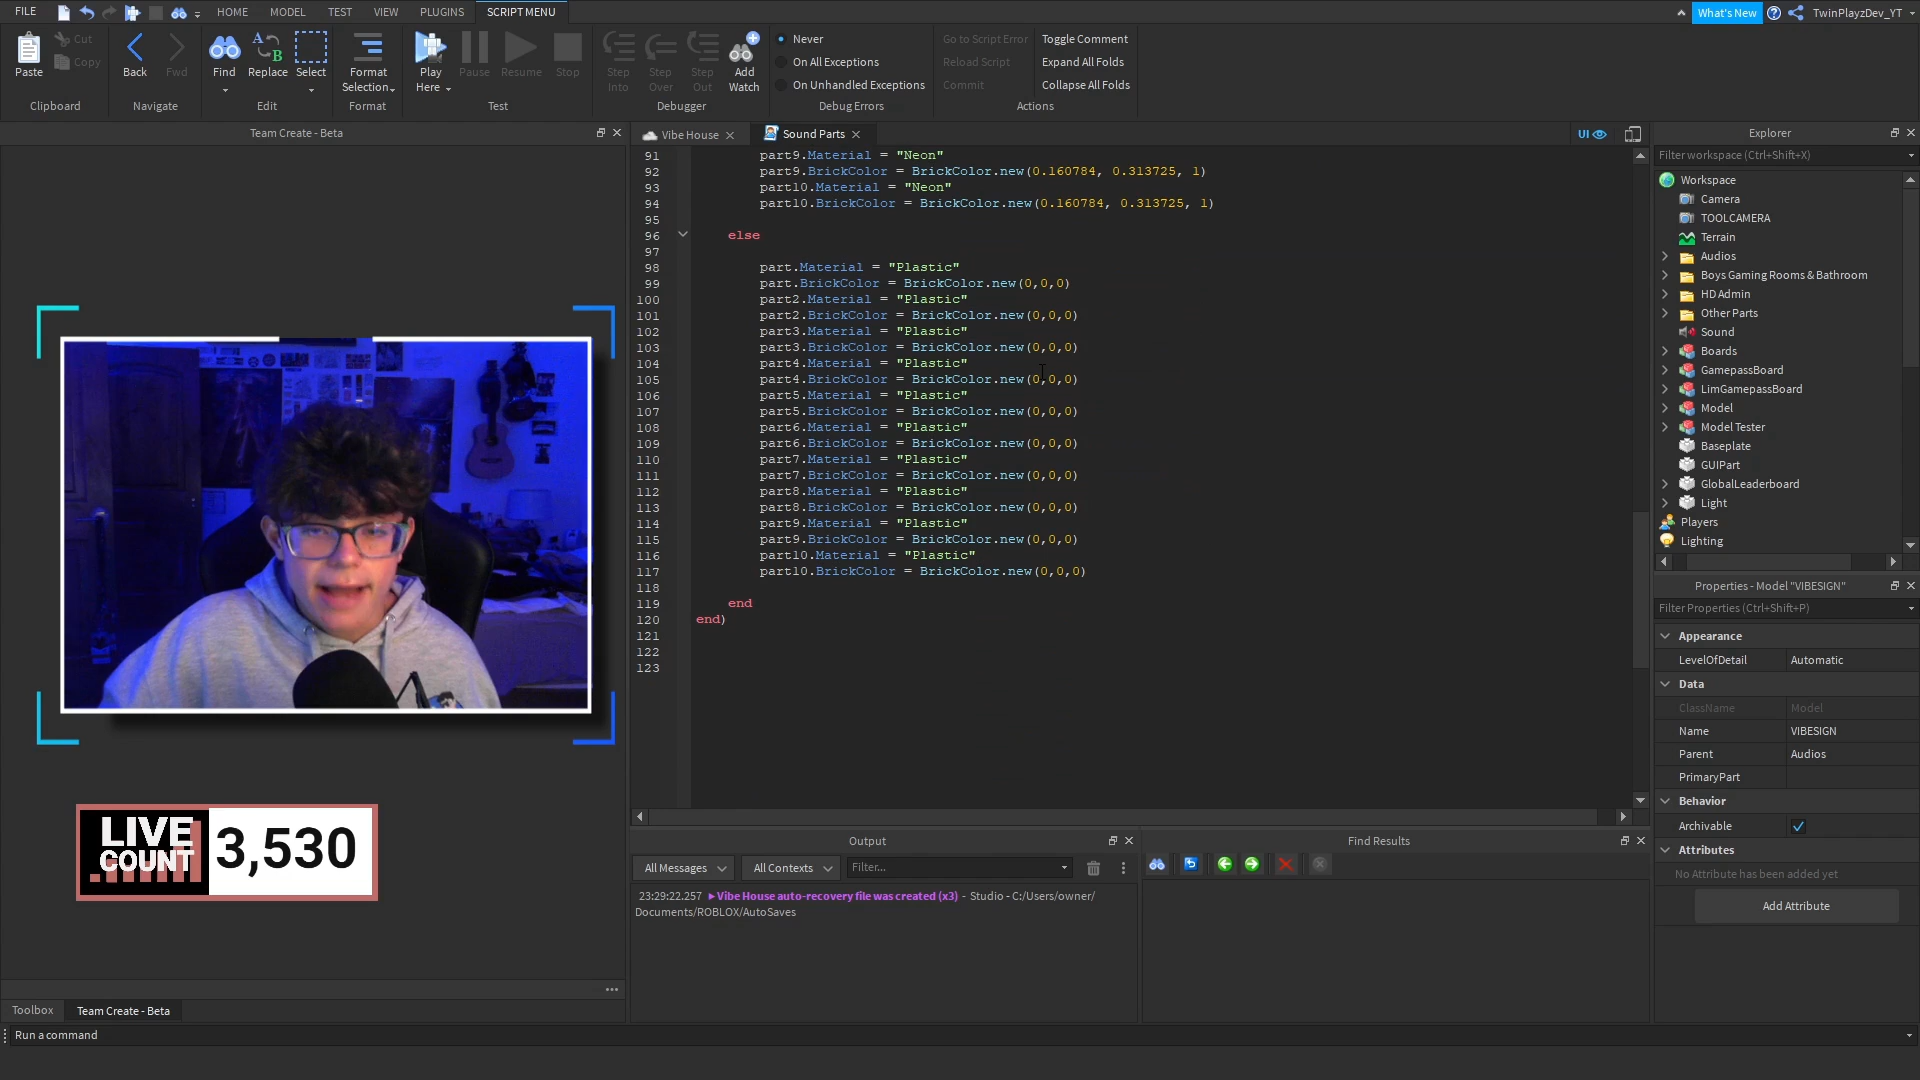 FILE
HOME
MODEL
TEST
VIEW
PLUGINS
SCRIPT MENU
What's New
TwinPlayzDev_YT
Paste
Cut
Copy
Clipboard
Back
Fwd
Navigate
Find
Replace
Select
Edit
Format
Selection
Format
Play
Here
Pause
Resume
Stop
Test
Step
Into
Step
Over
Step
Out
Add
Watch
Debugger
Never
On All Exceptions
On Unhandled Exceptions
Debug Errors
Go to Script Error
Reload Script
Commit
Toggle Comment
Expand All Folds
Collapse All Folds
Actions
Team Create - Beta
LIVE
COUNT
3,530
Toolbox
Team Create - Beta
Run a command
Vibe House
Sound Parts
UI
91 part9.Material = "Neon"
92 part9.BrickColor = BrickColor.new(0.160784, 0.313725, 1)
93 part10.Material = "Neon"
94 part10.BrickColor = BrickColor.new(0.160784, 0.313725, 1)
95
96 else
97
98 part.Material = "Plastic"
99 part.BrickColor = BrickColor.new(0,0,0)
100 part2.Material = "Plastic"
101 part2.BrickColor = BrickColor.new(0,0,0)
102 part3.Material = "Plastic"
103 part3.BrickColor = BrickColor.new(0,0,0)
104 part4.Material = "Plastic"
105 part4.BrickColor = BrickColor.new(0,0,0)
106 part5.Material = "Plastic"
107 part5.BrickColor = BrickColor.new(0,0,0)
108 part6.Material = "Plastic"
109 part6.BrickColor = BrickColor.new(0,0,0)
110 part7.Material = "Plastic"
111 part7.BrickColor = BrickColor.new(0,0,0)
112 part8.Material = "Plastic"
113 part8.BrickColor = BrickColor.new(0,0,0)
114 part9.Material = "Plastic"
115 part9.BrickColor = BrickColor.new(0,0,0)
116 part10.Material = "Plastic"
117 part10.BrickColor = BrickColor.new(0,0,0)
118
119 end
120 end)
121
122
123
Output
All Messages
All Contexts
Filter...
23:29:22.257 ▶Vibe House auto-recovery file was created (x3) - Studio - C:/Users/owner/
Documents/ROBLOX/AutoSaves
Find Results
Explorer
Filter workspace (Ctrl+Shift+X)
Workspace
Camera
TOOLCAMERA
Terrain
Audios
Boys Gaming Rooms & Bathroom
HD Admin
Other Parts
Sound
Boards
GamepassBoard
LimGamepassBoard
Model
Model Tester
Baseplate
GUIPart
GlobalLeaderboard
Light
Players
Lighting
Properties - Model "VIBESIGN"
Filter Properties (Ctrl+Shift+P)
Appearance
LevelOfDetail Automatic
Data
ClassName Model
Name VIBESIGN
Parent Audios
PrimaryPart
Behavior
Archivable
Attributes
No Attribute has been added yet
Add Attribute